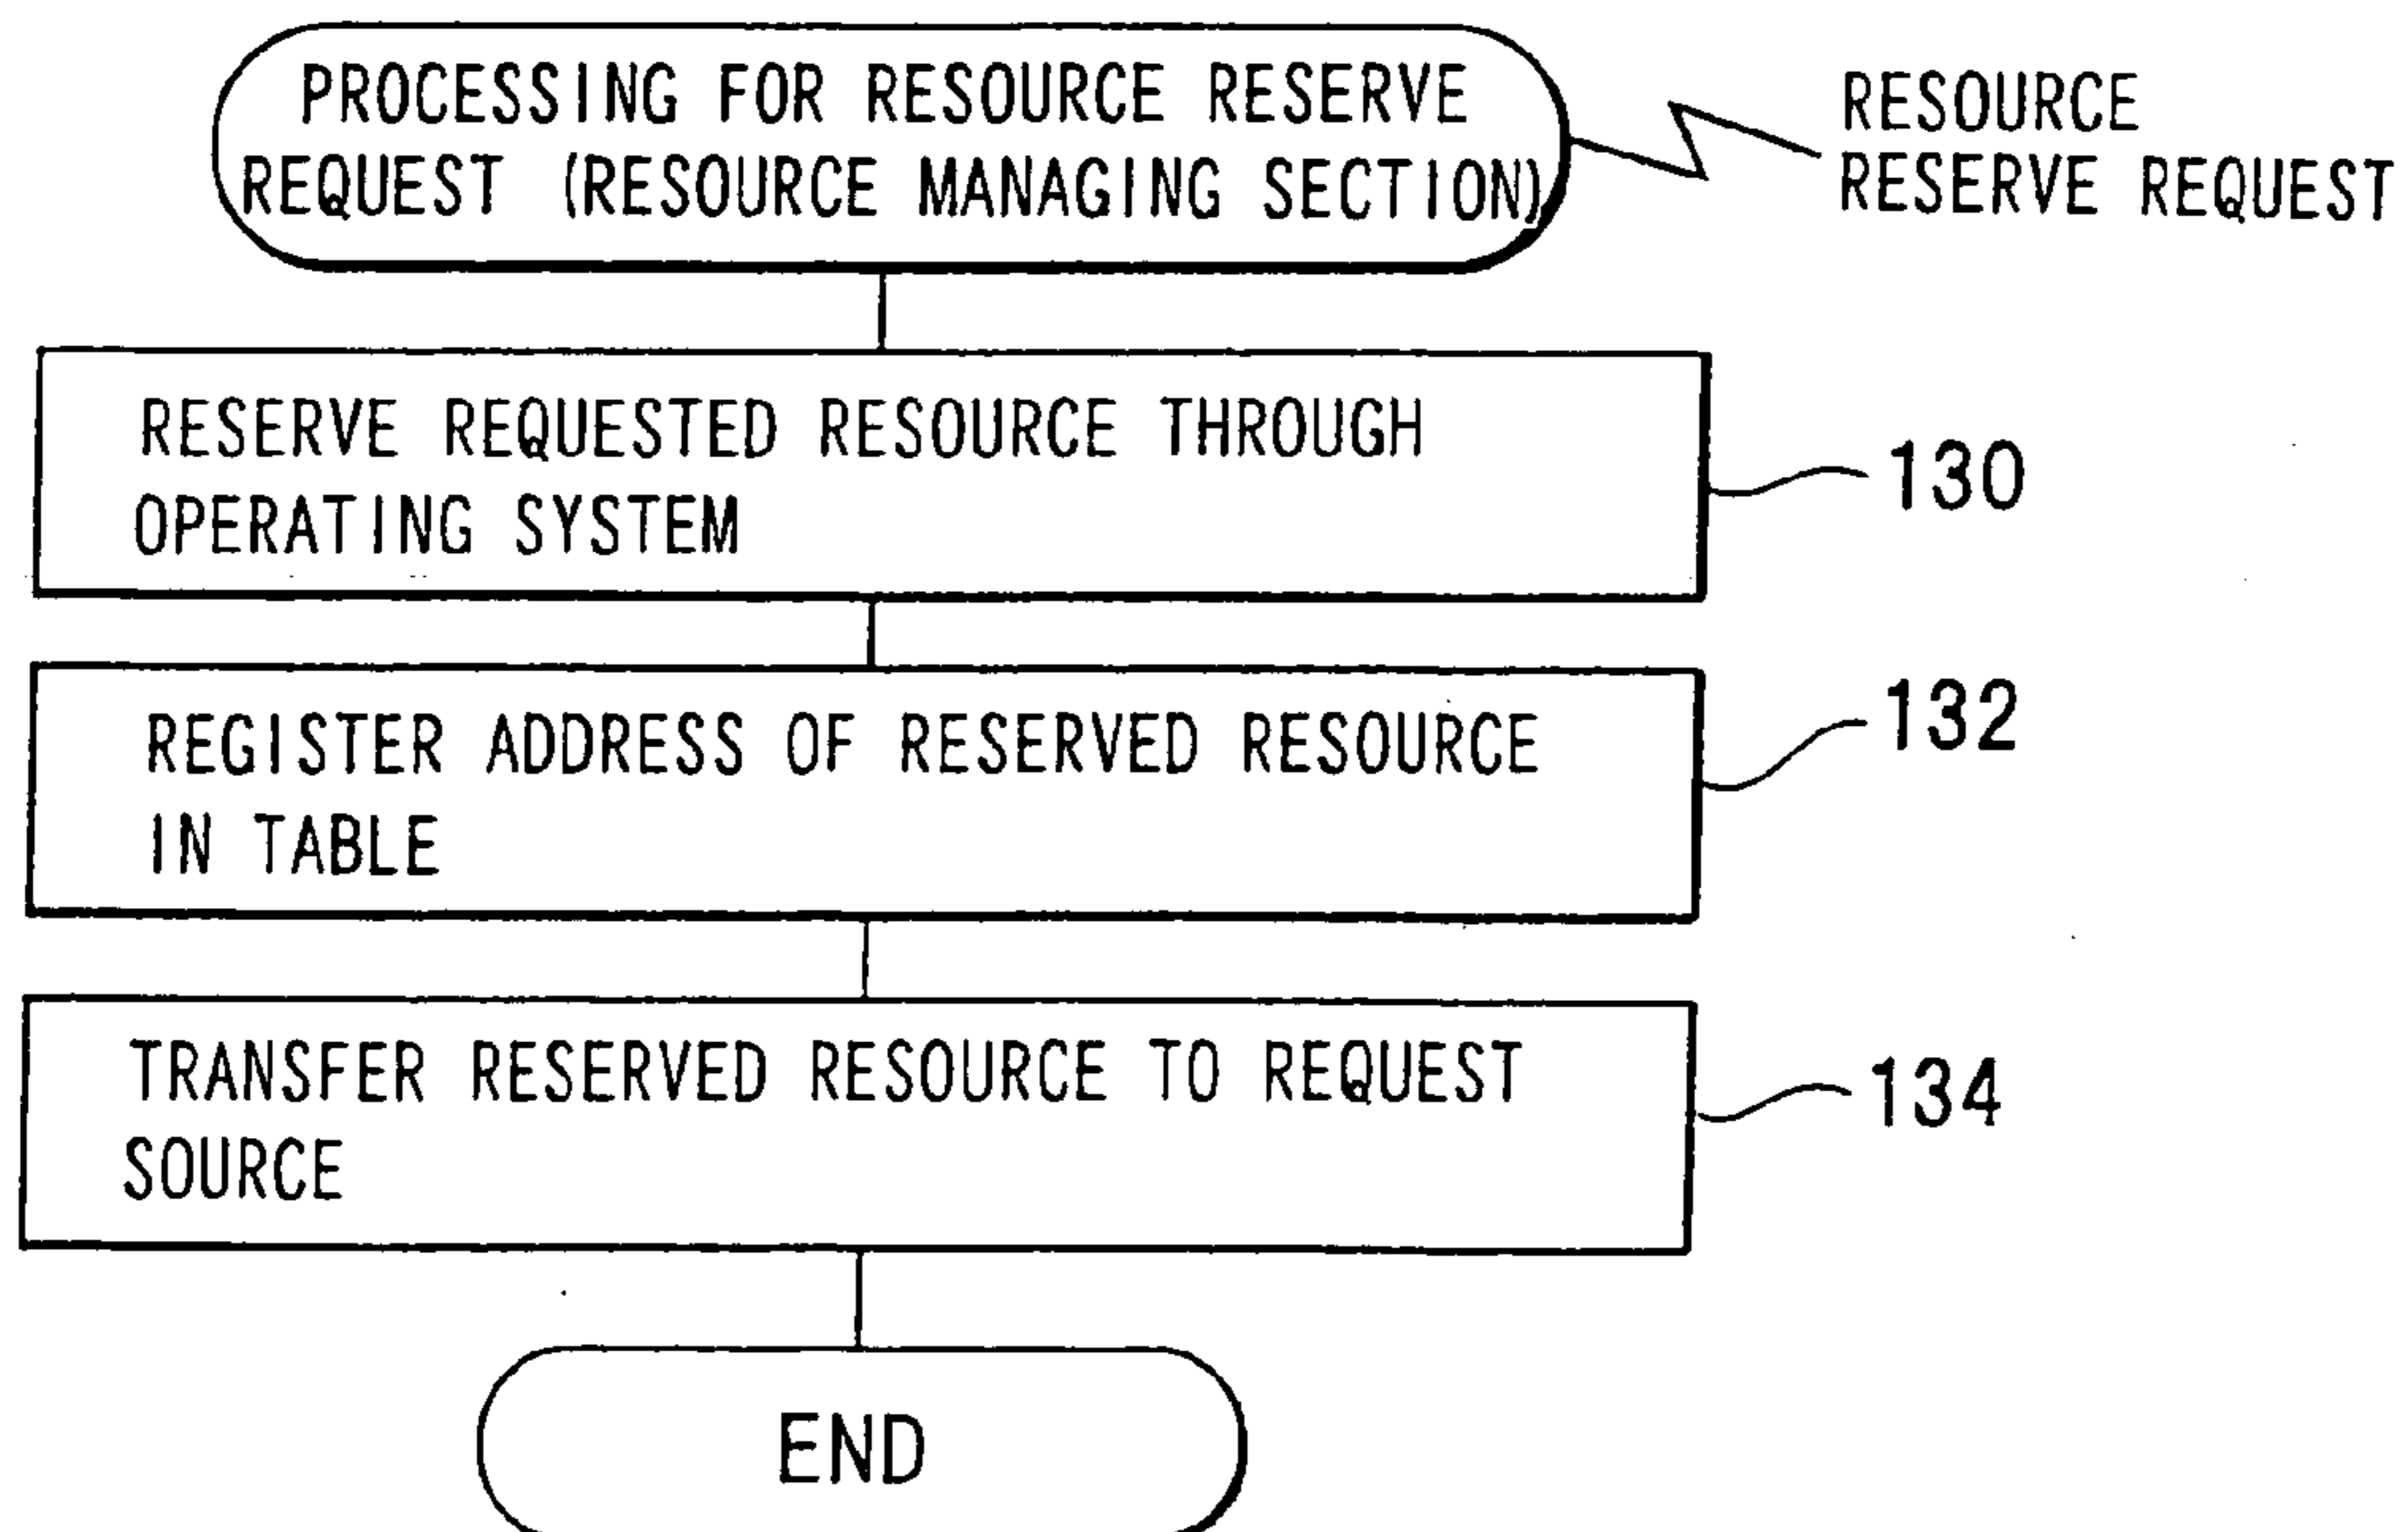 PROCESSING FOR RESOURCE RESERVE
REQUEST (RESOURCE MANAGING SECTION)
RESOURCE
RESERVE REQUEST
RESERVE REQUESTED RESOURCE THROUGH
OPERATING SYSTEM
130
REGISTER ADDRESS OF RESERVED RESOURCE
IN TABLE
132
TRANSFER RESERVED RESOURCE TO REQUEST
SOURCE
134
END